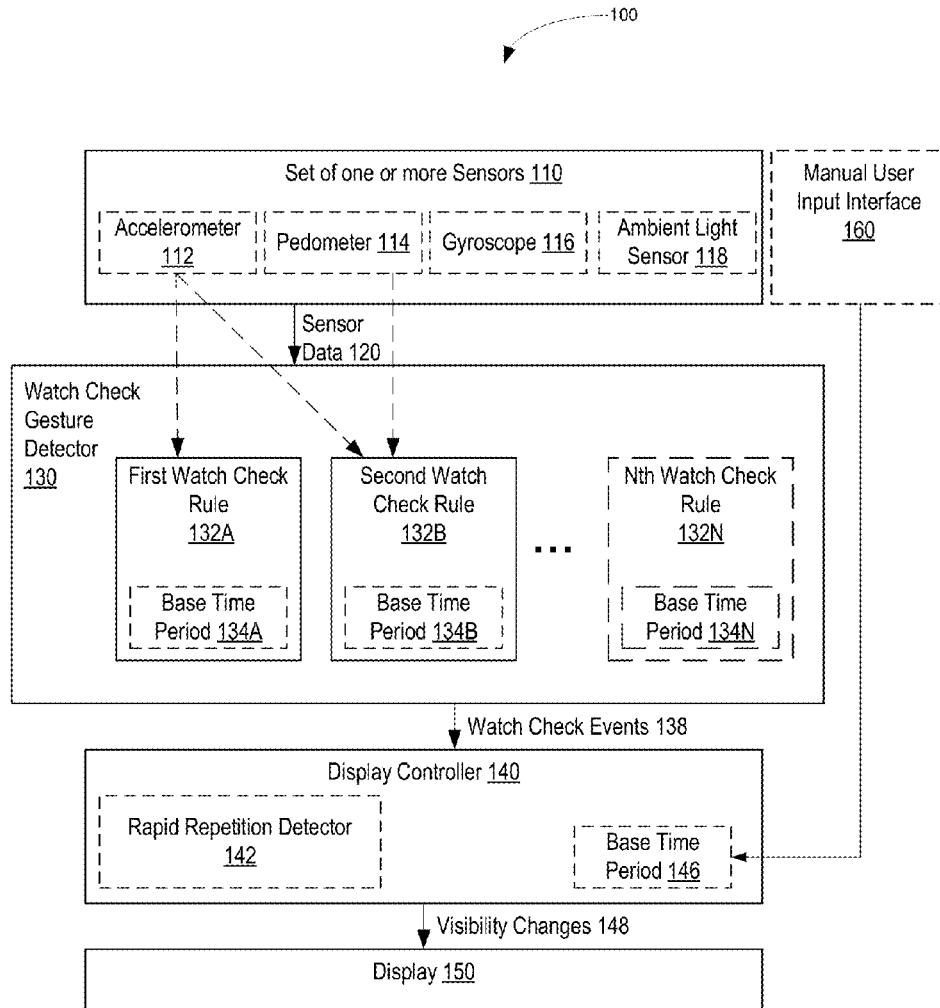 100
Set of one or more Sensors 110
Accelerometer
112
Pedometer 114
Gyroscope 116
Ambient Light
Sensor 118
Manual User
Input Interface
160
Sensor
Data 120
Watch Check
Gesture
Detector
130
First Watch Check
Rule
132A
Base Time
Period 134A
Second Watch
Check Rule
132B
Base Time
Period 134B
...
Nth Watch Check
Rule
132N
Base Time
Period 134N
Watch Check Events 138
Display Controller 140
Rapid Repetition Detector
142
Base Time
Period 146
Visibility Changes 148
Display 150